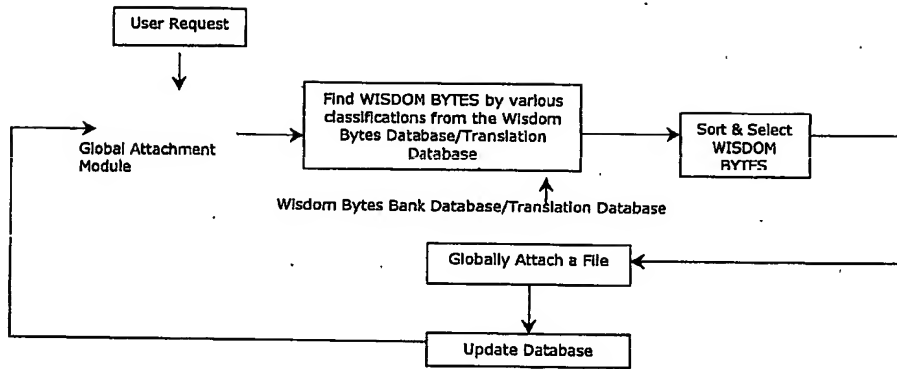 User Request
Find WISDOM BYTES by various
classifications from the Wisdom
Bytes Database/Translation
Database
Global Attachment
Module
Sort & Select
WISDOM
BYTES
Wisdom Bytes Bank Database/Translation Database
Globally Attach a File
Update Database